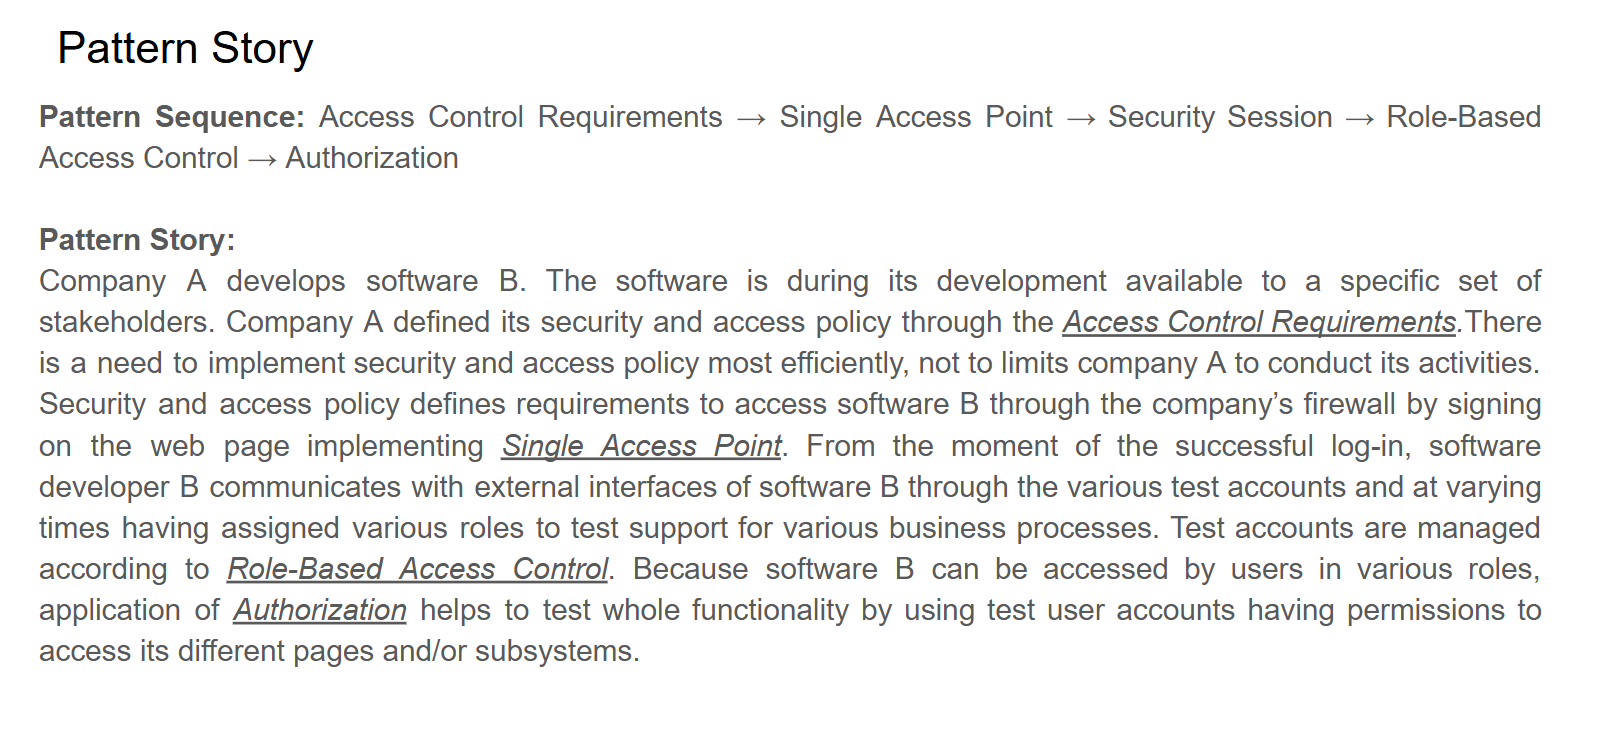 Pattern Story
Pattern Sequence: Access Control Requirements → Single Access Point → Security Session → Role-Based
Access Control → Authorization
Pattern Story:
Company A develops software B. The software is during its development available to a specific set of
stakeholders. Company A defined its security and access policy through the Access Control Requirements.There
is a need to implement security and access policy most efficiently, not to limits company A to conduct its activities.
Security and access policy defines requirements to access software B through the company’s firewall by signing
on the web page implementing Single Access Point. From the moment of the successful log-in, software
developer B communicates with external interfaces of software B through the various test accounts and at varying
times having assigned various roles to test support for various business processes. Test accounts are managed
according to Role-Based Access Control. Because software B can be accessed by users in various roles,
application of Authorization helps to test whole functionality by using test user accounts having permissions to
access its different pages and/or subsystems.